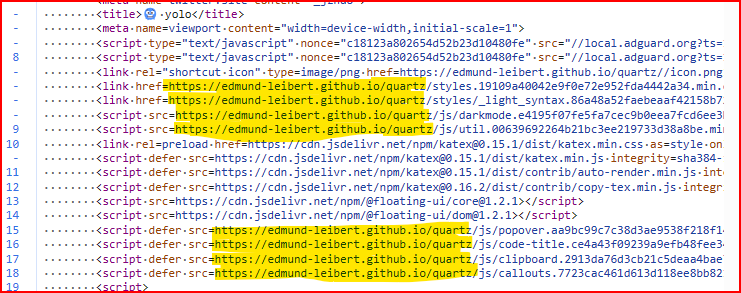 - ········<title>🌐·yolo</title>
- ········<meta·name=viewport·content="width=device-width,initial-scale=1">
- ········<script·type="text/javascript"·nonce="c18123a802654d52b23d10480fe"·src="//local.adguard.org?ts=
8 ········<script·type="text/javascript"·nonce="c18123a802654d52b23d10480fe"·src="//local.adguard.org?ts=
- ········<link·rel="shortcut·icon"·type=image/png·href=https://edmund-leibert.github.io/quartz//icon.png
- ········<link·href=https://edmund-leibert.github.io/quartz/styles.19109a40042e9f0e72e952fda4442a34.min.
- ········<link·href=https://edmund-leibert.github.io/quartz/styles/_light_syntax.86a48a52faebeaaf42158b7
- ········<script·src=https://edmund-leibert.github.io/quartz/js/darkmode.e4195f07fe5fa7cec9b0eea7fcd6ee3
9 ········<script·src=https://edmund-leibert.github.io/quartz/js/util.00639692264b21bc3ee219733d38a8be.min
10 ········<link·rel=preload·href=https://cdn.jsdelivr.net/npm/katex@0.15.1/dist/katex.min.css·as=style·on
- ········<script·defer·src=https://cdn.jsdelivr.net/npm/katex@0.15.1/dist/katex.min.js·integrity=sha384-
11 ········<script·defer·src=https://cdn.jsdelivr.net/npm/katex@0.15.1/dist/contrib/auto-render.min.js·int
12 ········<script·defer·src=https://cdn.jsdelivr.net/npm/katex@0.16.2/dist/contrib/copy-tex.min.js·integr
13 ········<script·src=https://cdn.jsdelivr.net/npm/@floating-ui/core@1.2.1></script>
14 ········<script·src=https://cdn.jsdelivr.net/npm/@floating-ui/dom@1.2.1></script>
15 ········<script·defer·src=https://edmund-leibert.github.io/quartz/js/popover.aa9bc99c7c38d3ae9538f218f1
16 ········<script·defer·src=https://edmund-leibert.github.io/quartz/js/code-title.ce4a43f09239a9efb48fee3
17 ········<script·defer·src=https://edmund-leibert.github.io/quartz/js/clipboard.2913da76d3cb21c5deaa4bae
18 ········<script·defer·src=https://edmund-leibert.github.io/quartz/js/callouts.7723cac461d613d118ee8bb82
19 ········<script>